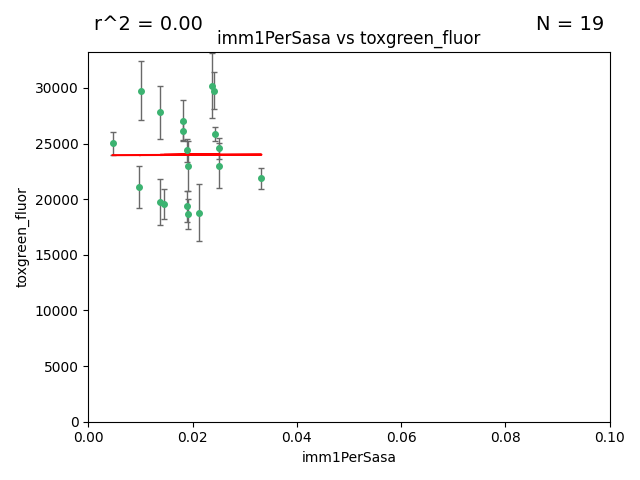 r^2 = 0.00
N = 19
imm1PerSasa vs toxgreen_fluor
30000
25000
20000
15000
10000
5000
0
toxgreen_fluor
0.00
0.02
0.04
0.06
0.08
0.10
imm1PerSasa